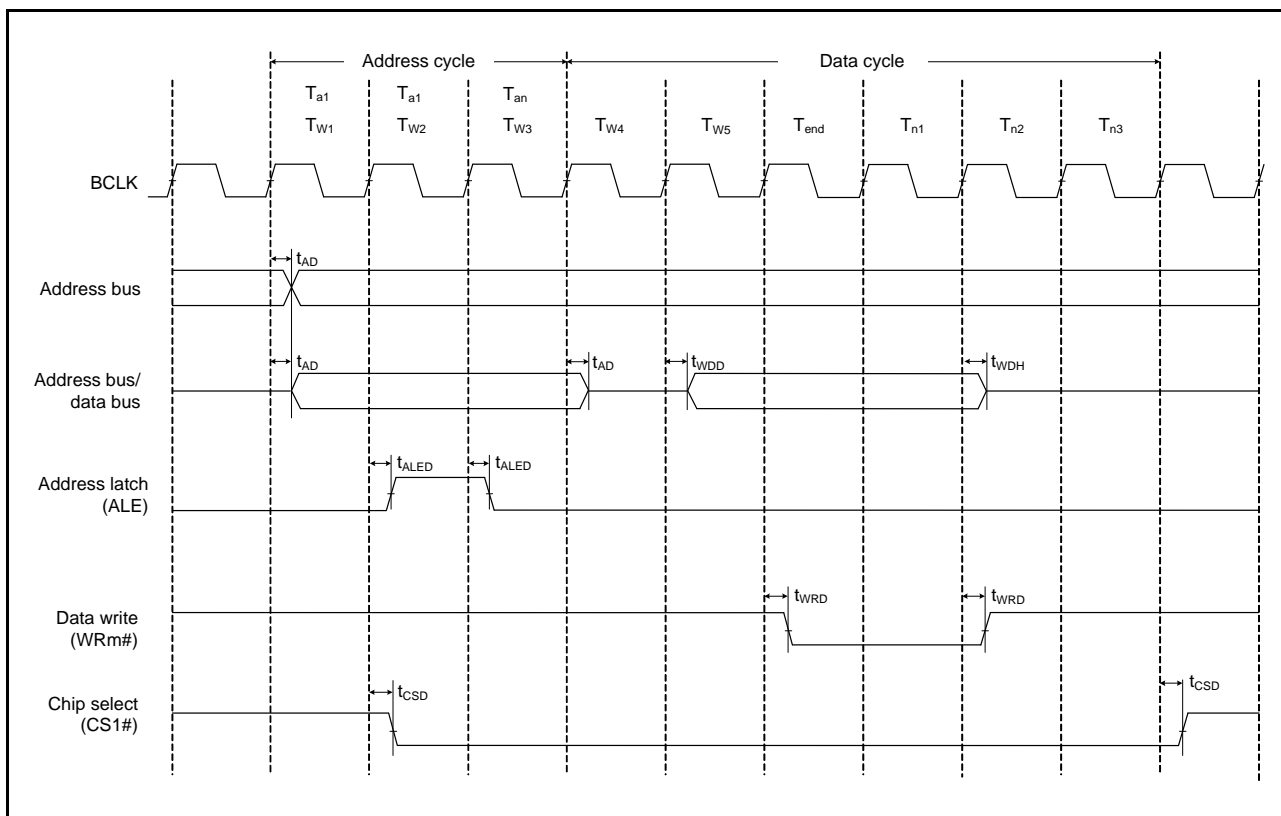 Address cycle Data cycle
Ta1 Ta1 Tan
TW1 TW2 TW3 TW4 TW5 Tend Tn1 Tn2 Tn3
BCLK
tAD
Address bus
tAD tAD tWDD tWDH
Address bus/
data bus
tALED tALED
Address latch
(ALE)
tWRD tWRD
Data write
(WRm#)
tCSD tCSD
Chip select
(CS1#)